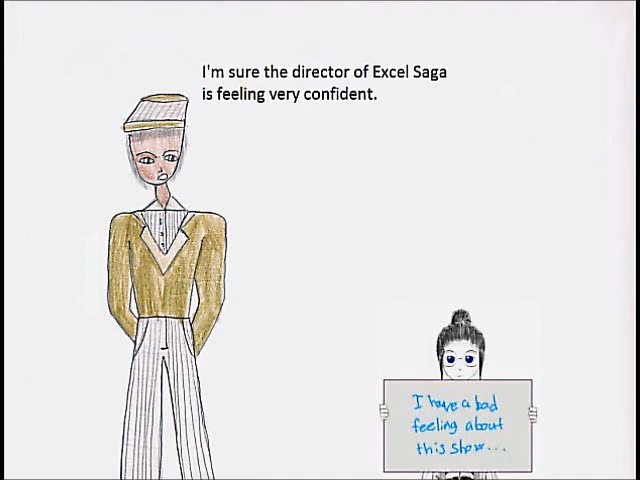 I'm sure the director of Excel Saga
is feeling very confident.
I have a bad
feeling about
this show...